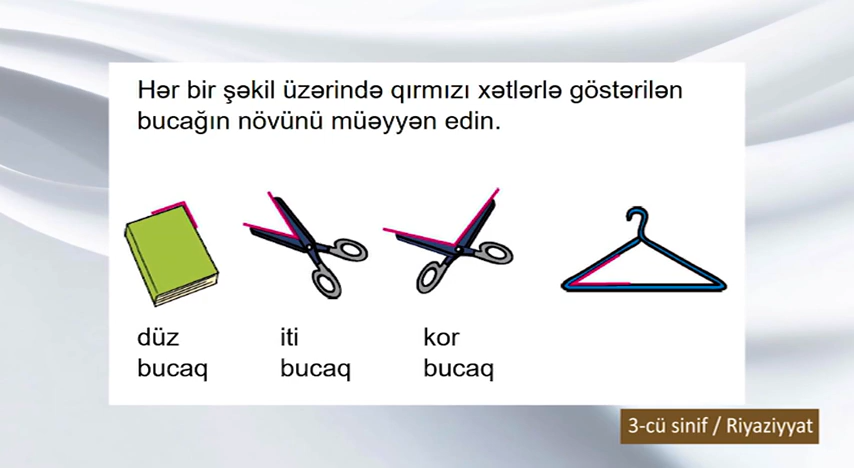 Hər bir şəkil üzərində qırmızı xətlərlə göstərilən
bucağın növünü müəyyən edin.
düz bucaq
iti bucaq
kor bucaq
3-cü sinif / Riyaziyyat